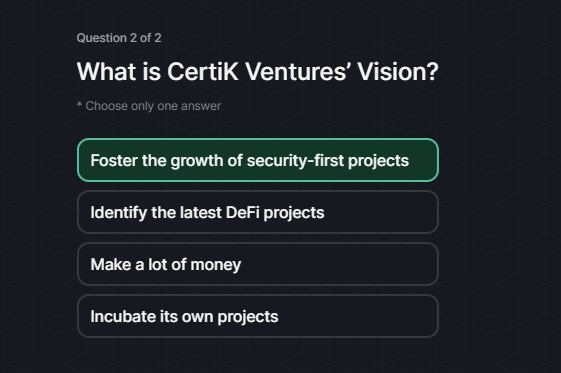 Question 2 of 2
What is CertiK Ventures’ Vision?
* Choose only one answer
Foster the growth of security-first projects
Identify the latest DeFi projects
Make a lot of money
Incubate its own projects